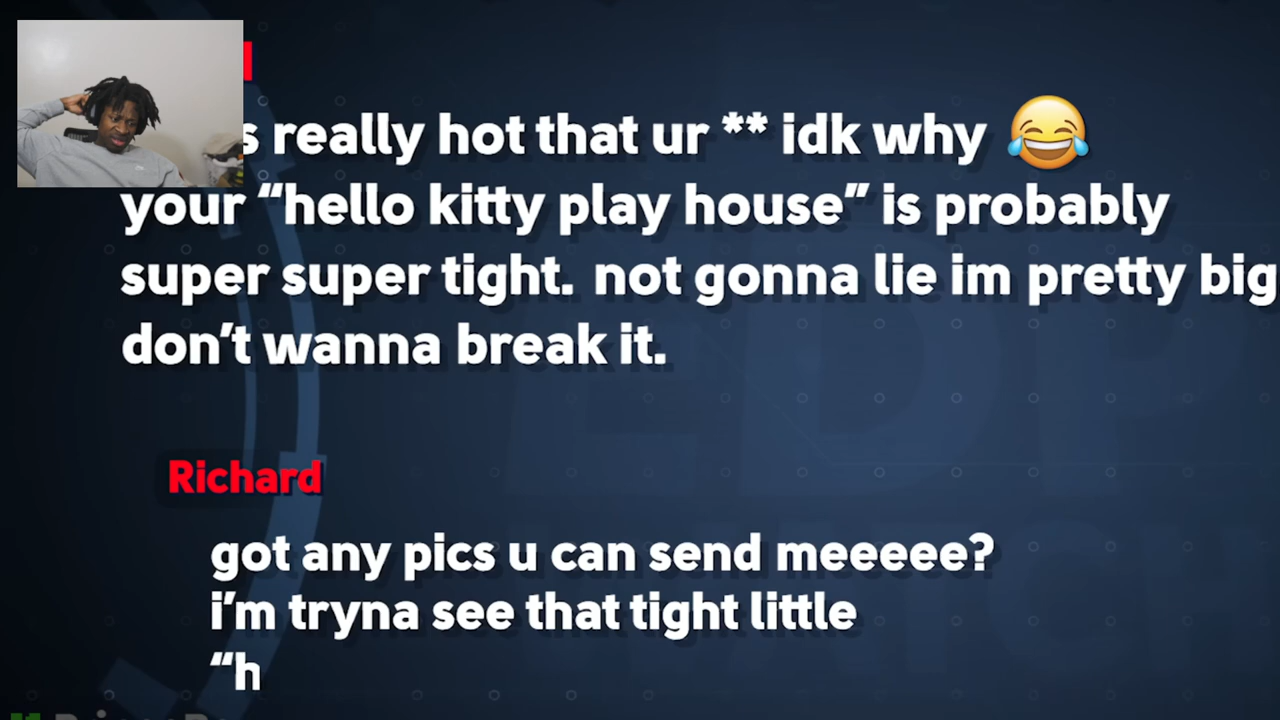 s really hot that ur ** idk why 😂
your “hello kitty play house” is probably
super super tight. not gonna lie im pretty big
don’t wanna break it.
Richard
got any pics u can send meeeee?
i’m tryna see that tight little
“h